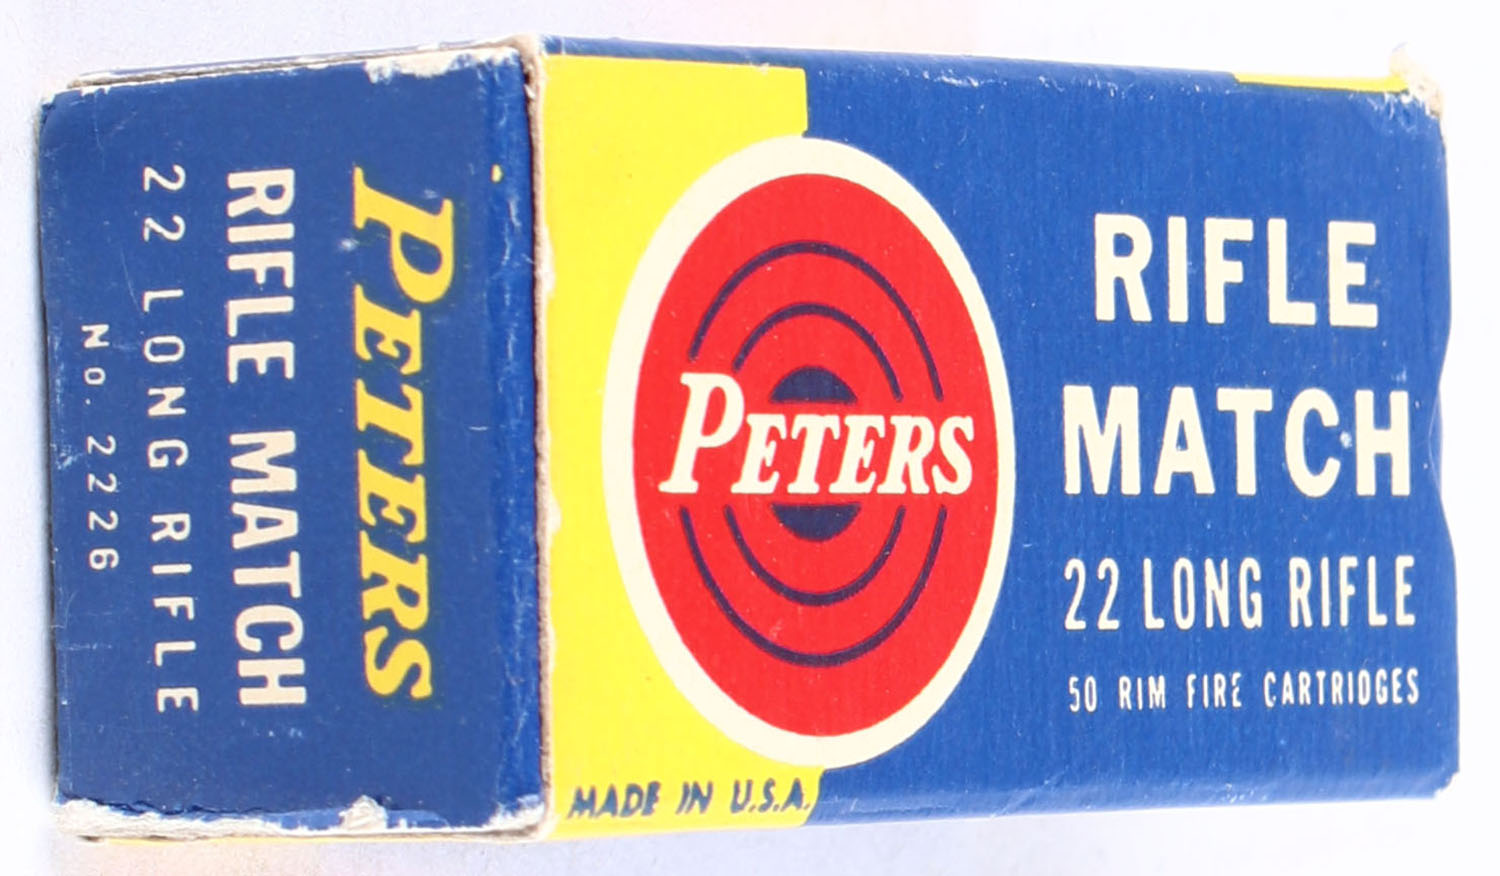 PETERS
RIFLE MATCH
22 LONG RIFLE
No. 2226
PETERS
MADE IN U.S.A.
RIFLE
MATCH
22 LONG RIFLE
50 RIM FIRE CARTRIDGES